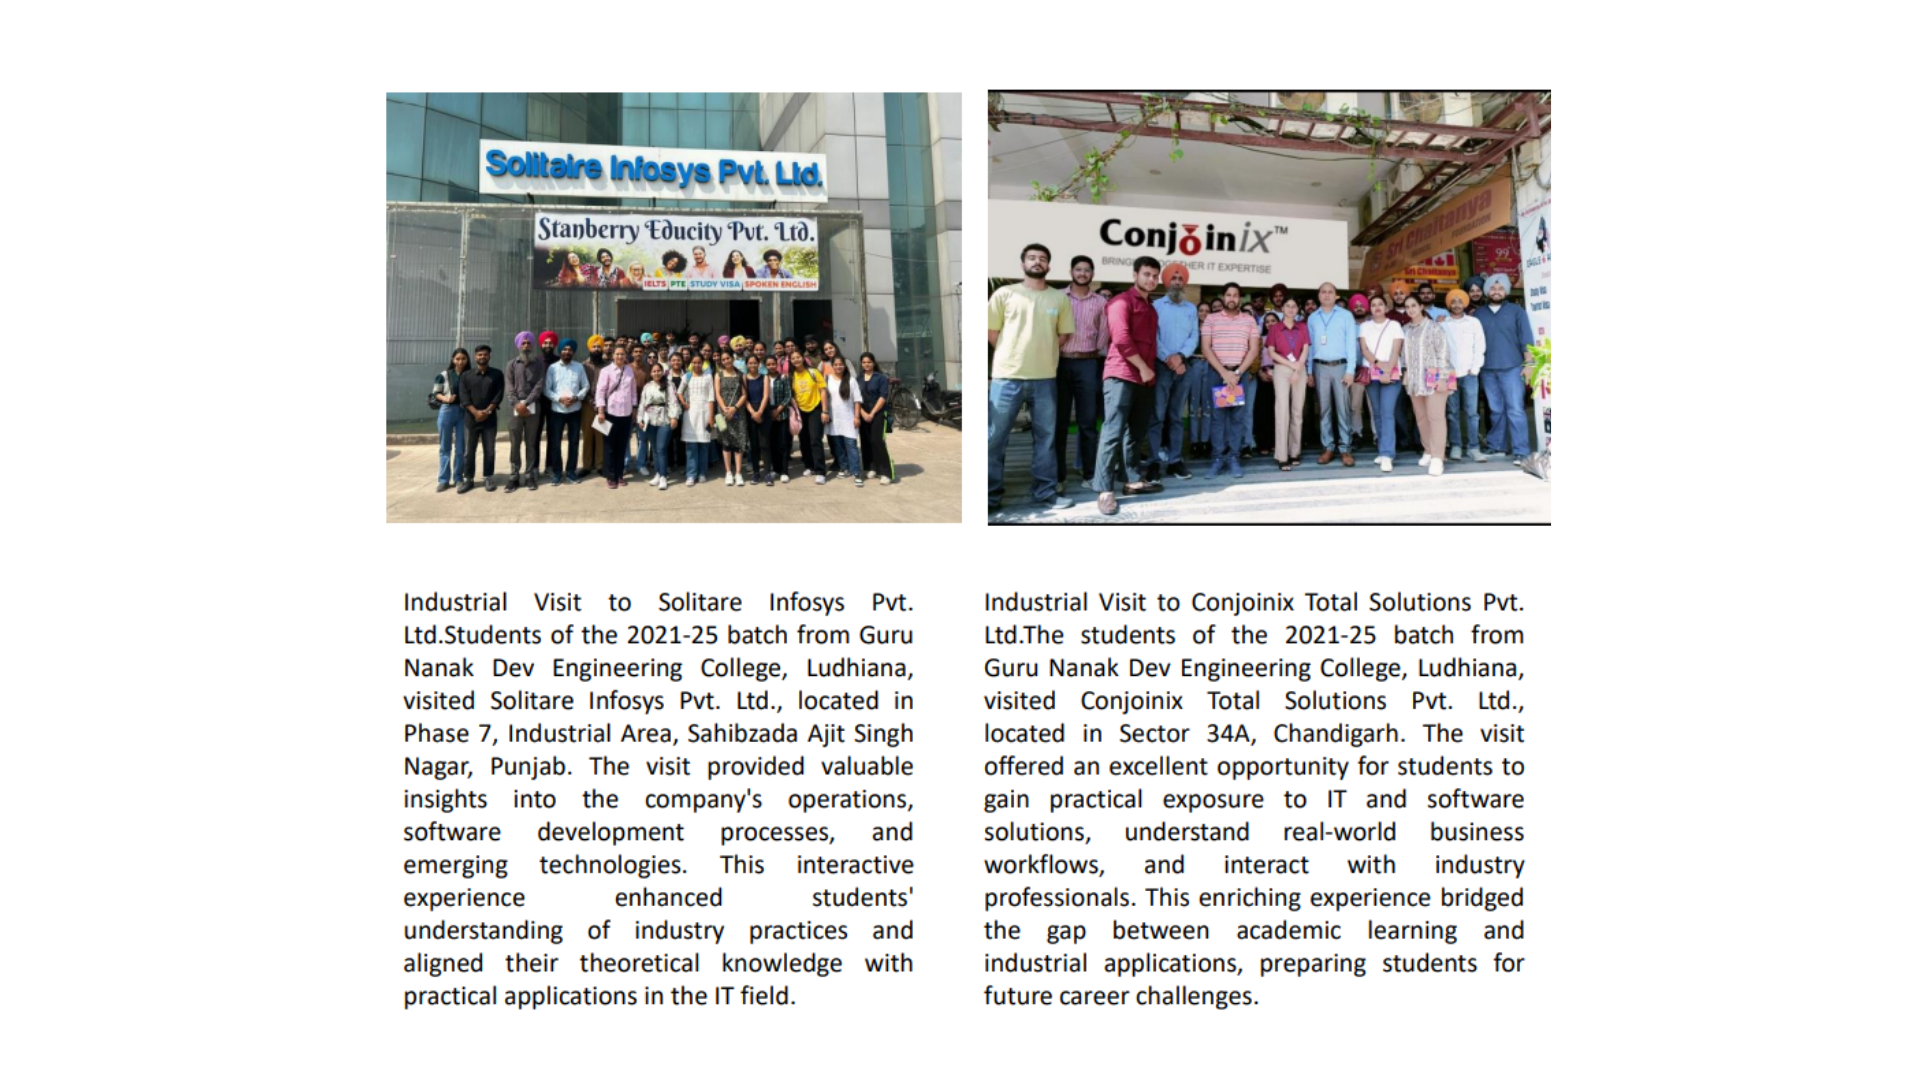 Solitaire Infosys Pvt. Ltd.
Stanberry Educity Pvt. Ltd.
IELTS PTE STUDY VISA SPOKEN ENGLISH
Conjoinix™
BRINGI OGETHER IT EXPERTISE
Sri Chaitanya
Sri Chaitanya
99
Industrial Visit to Solitare Infosys Pvt.
Ltd.Students of the 2021-25 batch from Guru
Nanak Dev Engineering College, Ludhiana,
visited Solitare Infosys Pvt. Ltd., located in
Phase 7, Industrial Area, Sahibzada Ajit Singh
Nagar, Punjab. The visit provided valuable
insights into the company's operations,
software development processes, and
emerging technologies. This interactive
experience enhanced students'
understanding of industry practices and
aligned their theoretical knowledge with
practical applications in the IT field.
Industrial Visit to Conjoinix Total Solutions Pvt.
Ltd.The students of the 2021-25 batch from
Guru Nanak Dev Engineering College, Ludhiana,
visited Conjoinix Total Solutions Pvt. Ltd.,
located in Sector 34A, Chandigarh. The visit
offered an excellent opportunity for students to
gain practical exposure to IT and software
solutions, understand real-world business
workflows, and interact with industry
professionals. This enriching experience bridged
the gap between academic learning and
industrial applications, preparing students for
future career challenges.